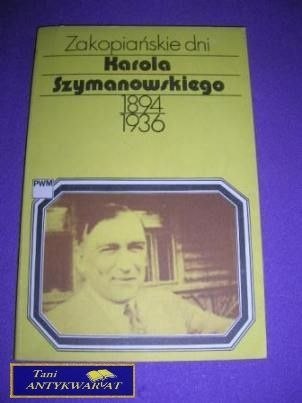 Zakopiańskie dni
Karola
Szymanowskiego
1894
1936
PWM
Tani
ANTYKWARIAT